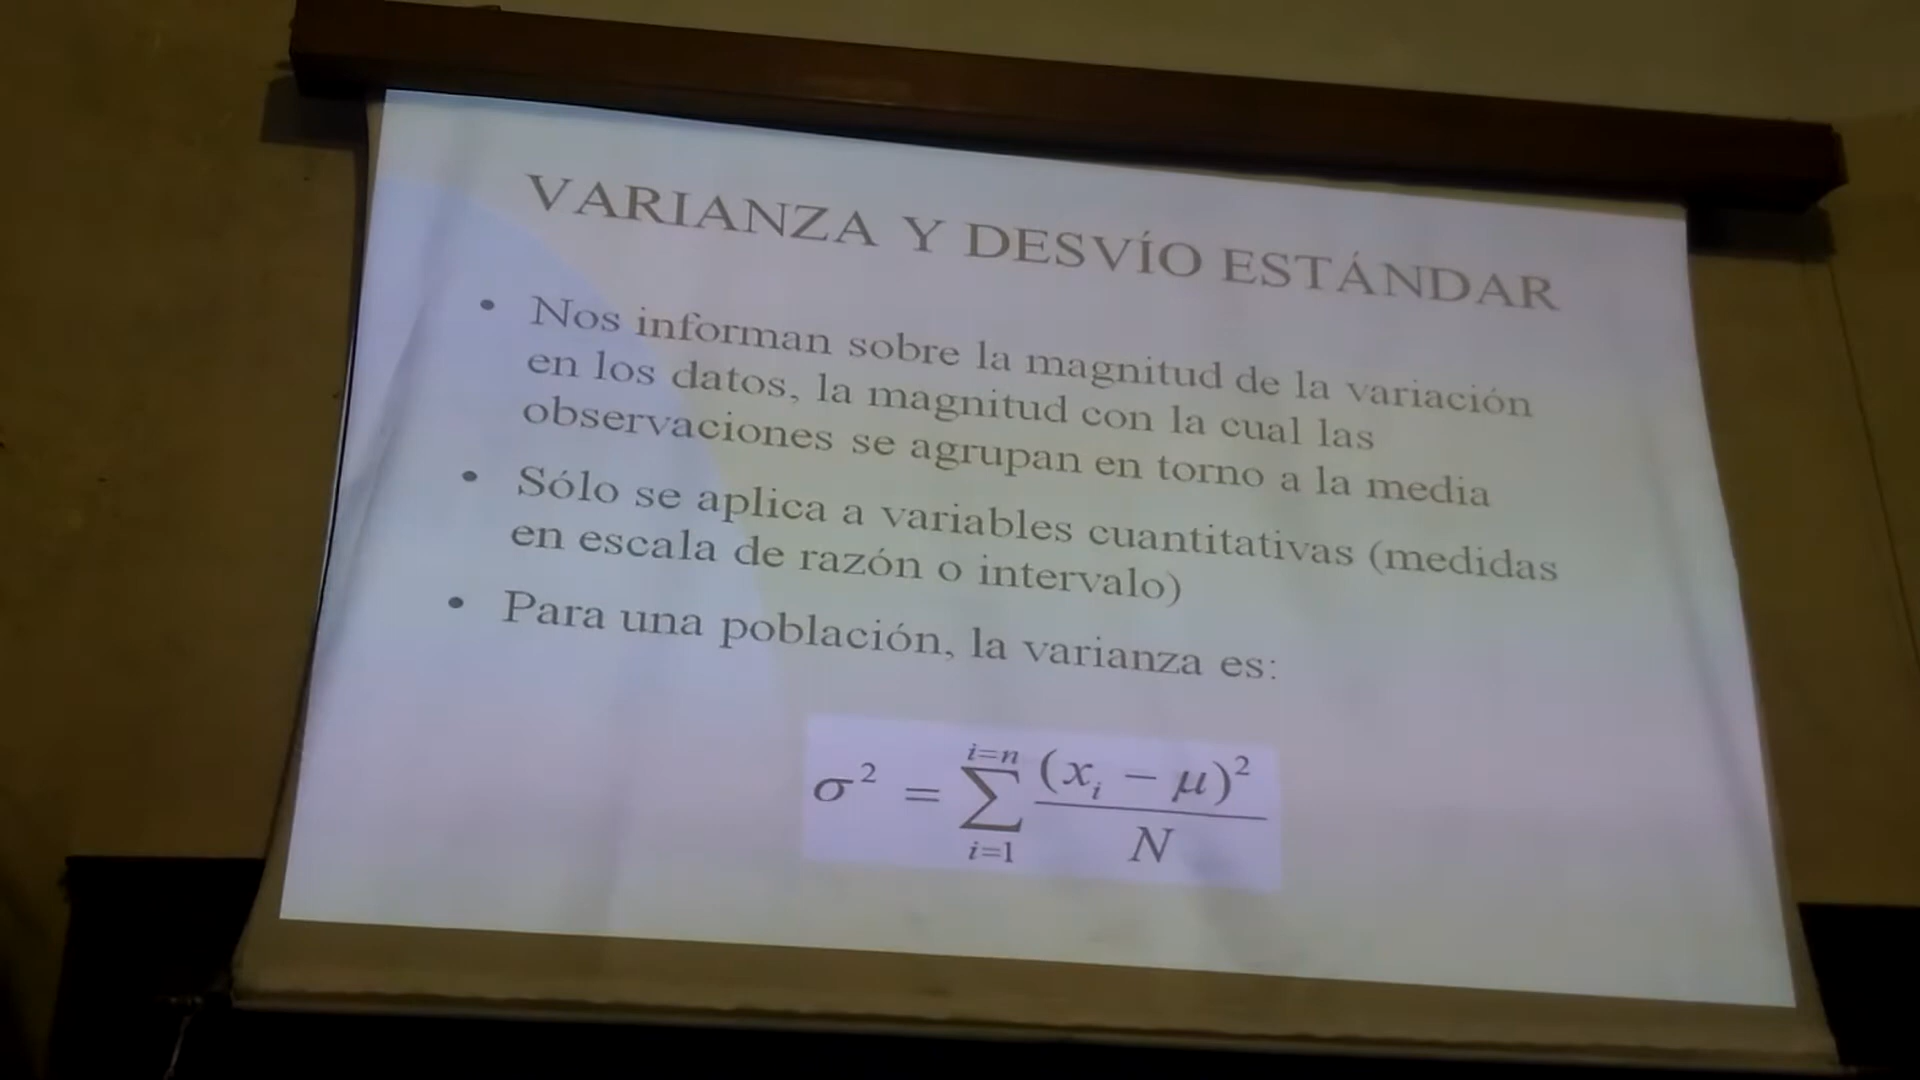 VARIANZA Y DESVÍO ESTÁNDAR
• Nos informan sobre la magnitud de la variación
en los datos, la magnitud con la cual las
observaciones se agrupan en torno a la media
• Sólo se aplica a variables cuantitativas (medidas
en escala de razón o intervalo)
• Para una población, la varianza es:
σ² = ∑_{i=1}^{i=n} (xᵢ − μ)² / N